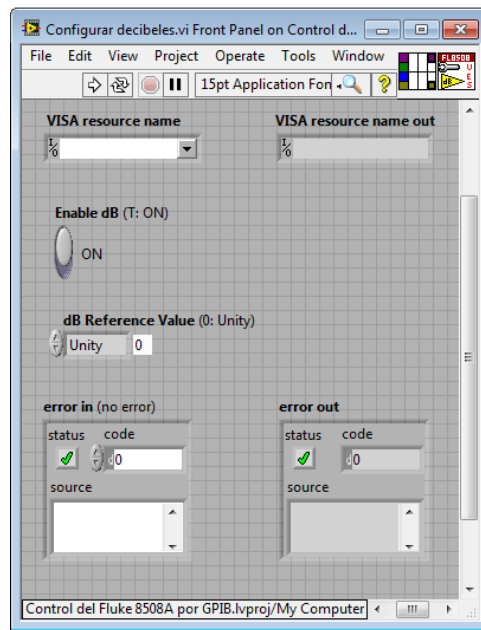 Configurar decibeles.vi Front Panel on Control d...
File Edit View Project Operate Tools Window
15pt Application Fon
FL8508
dB
VISA resource name VISA resource name out
I/0 I/0
Enable dB (T: ON)
ON
dB Reference Value (0: Unity)
Unity 0
error in (no error) error out
status code status code
0 0
source source
Control del Fluke 8508A por GPIB.lvproj/My Computer